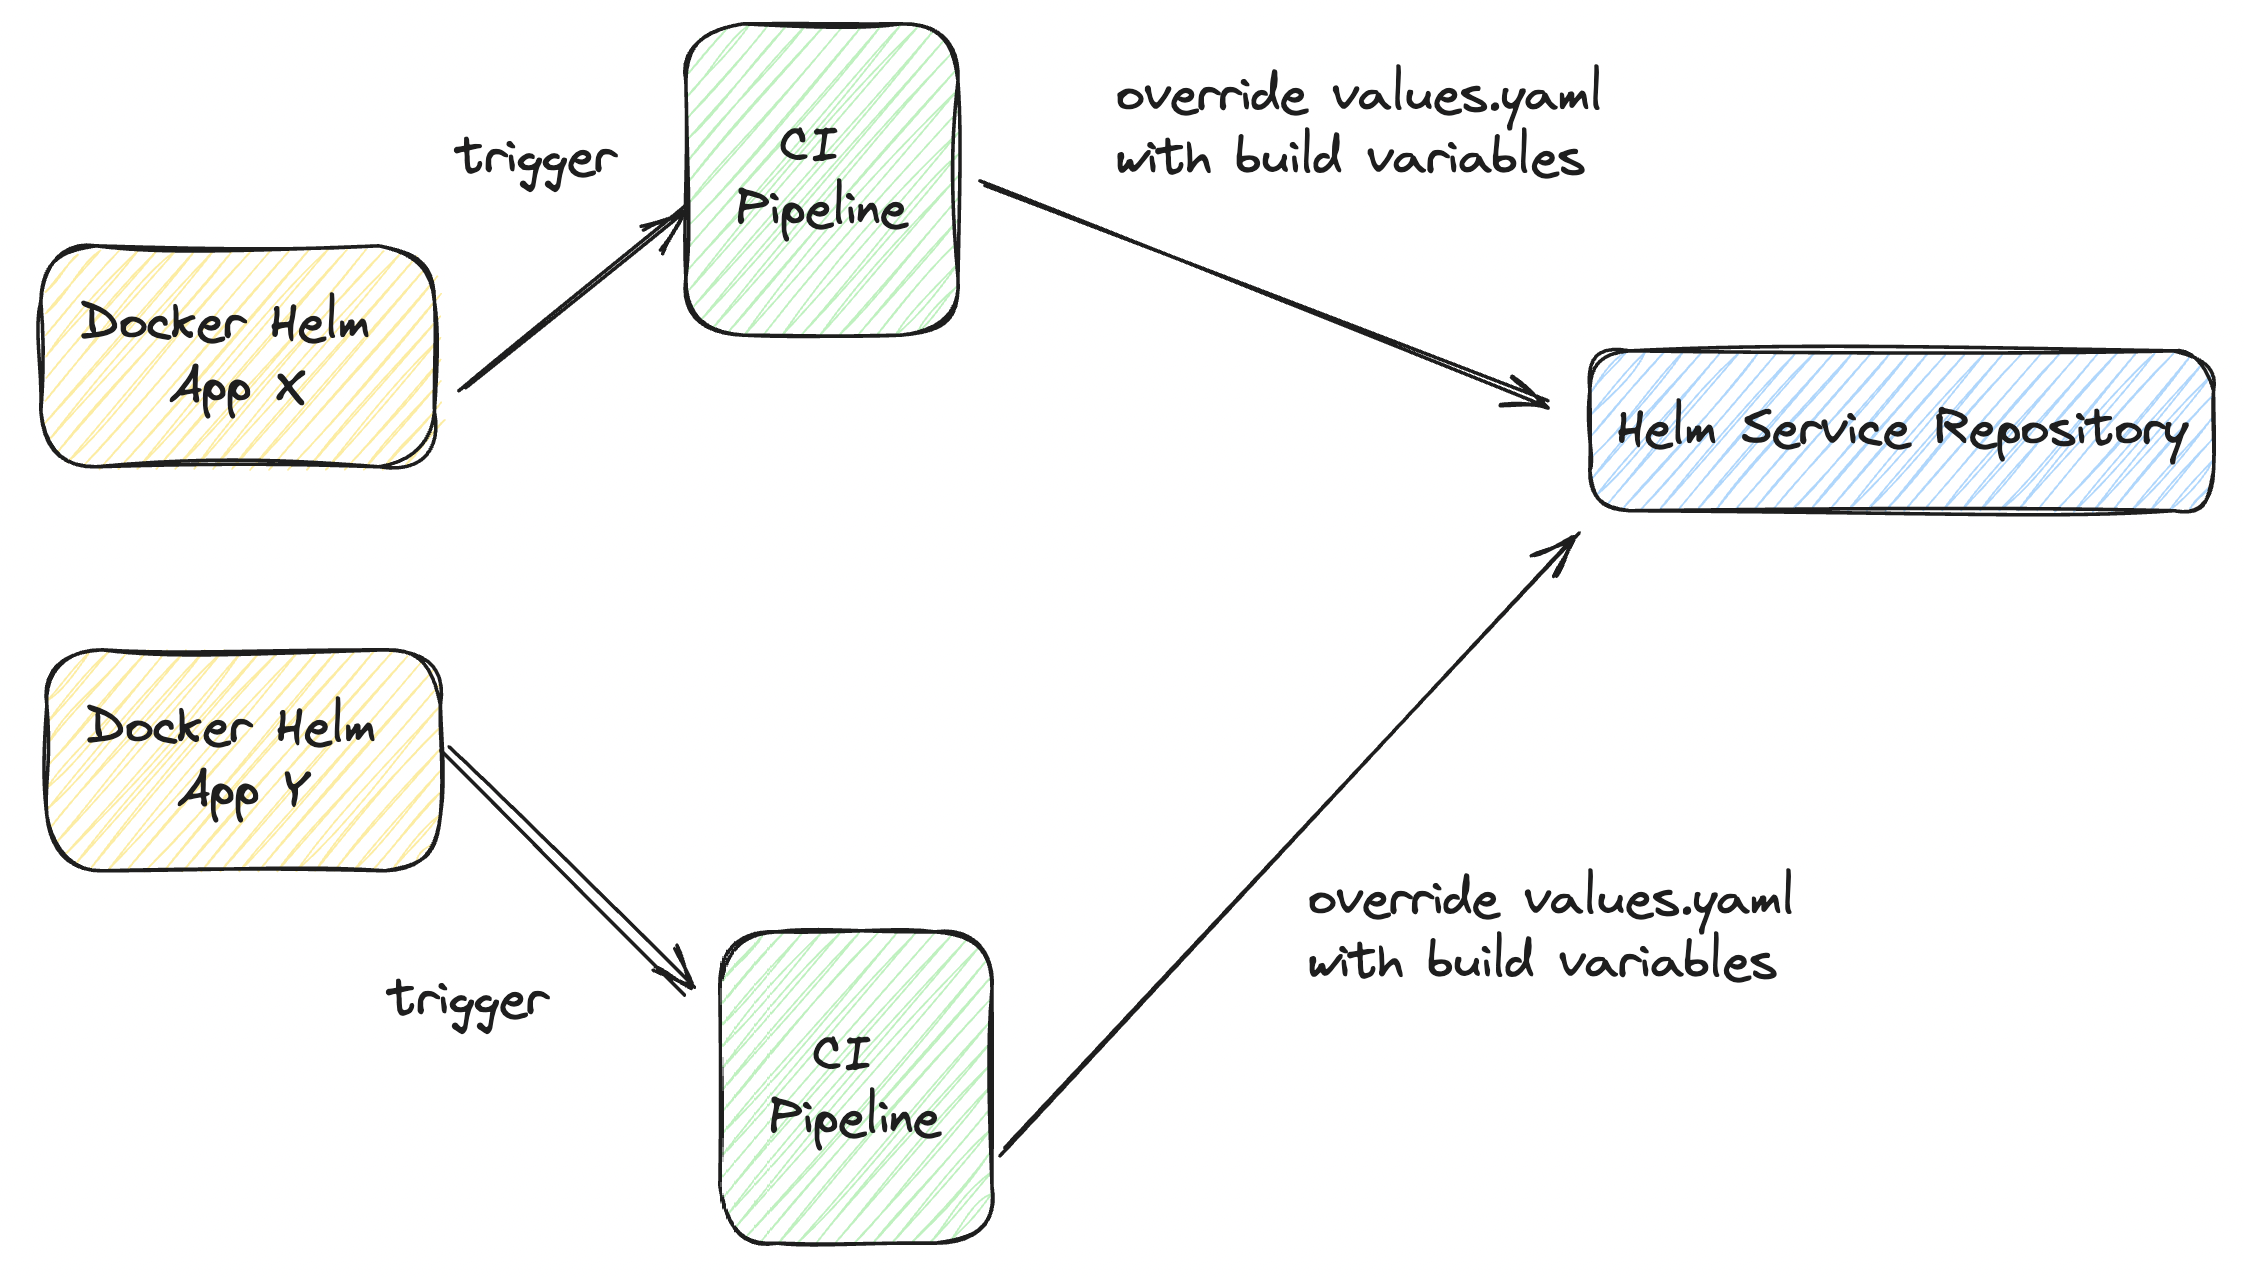 CI
Pipeline
trigger
override values.yaml
with build variables
Docker Helm
App X
Helm Service Repository
Docker Helm
App Y
trigger
override values.yaml
with build variables
CI
Pipeline